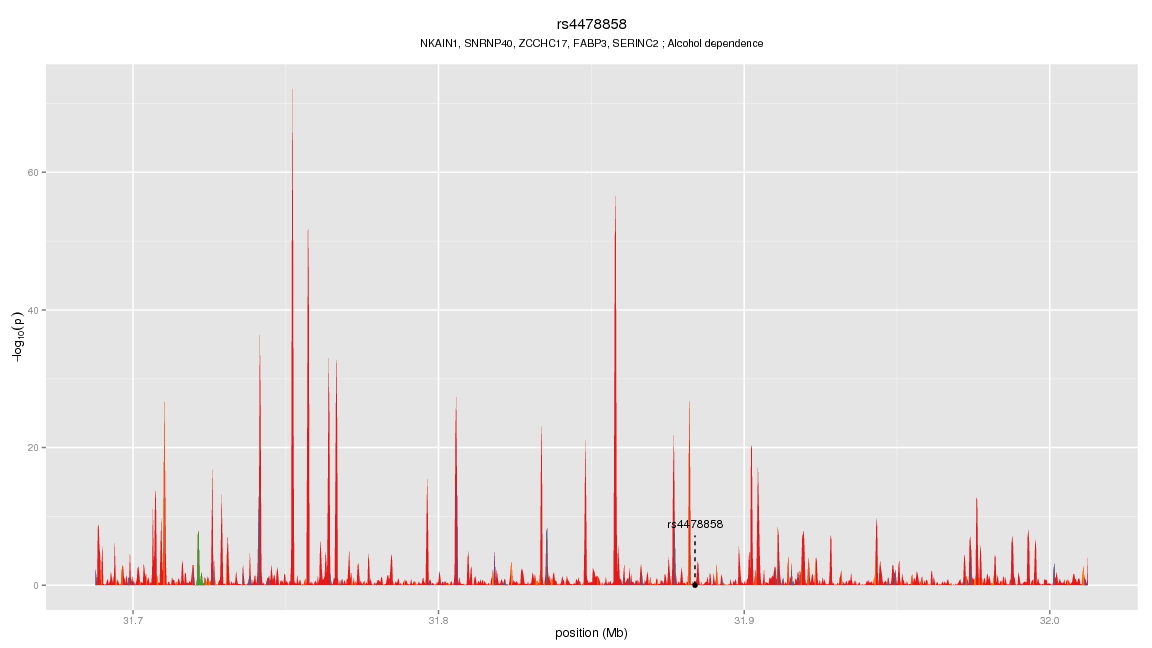 rs4478858
NKAIN1, SNRNP40, ZCCHC17, FABP3, SERINC2 ; Alcohol dependence
60
40
20
0
−log10(p)
rs4478858
31.7 31.8 31.9 32.0
position (Mb)